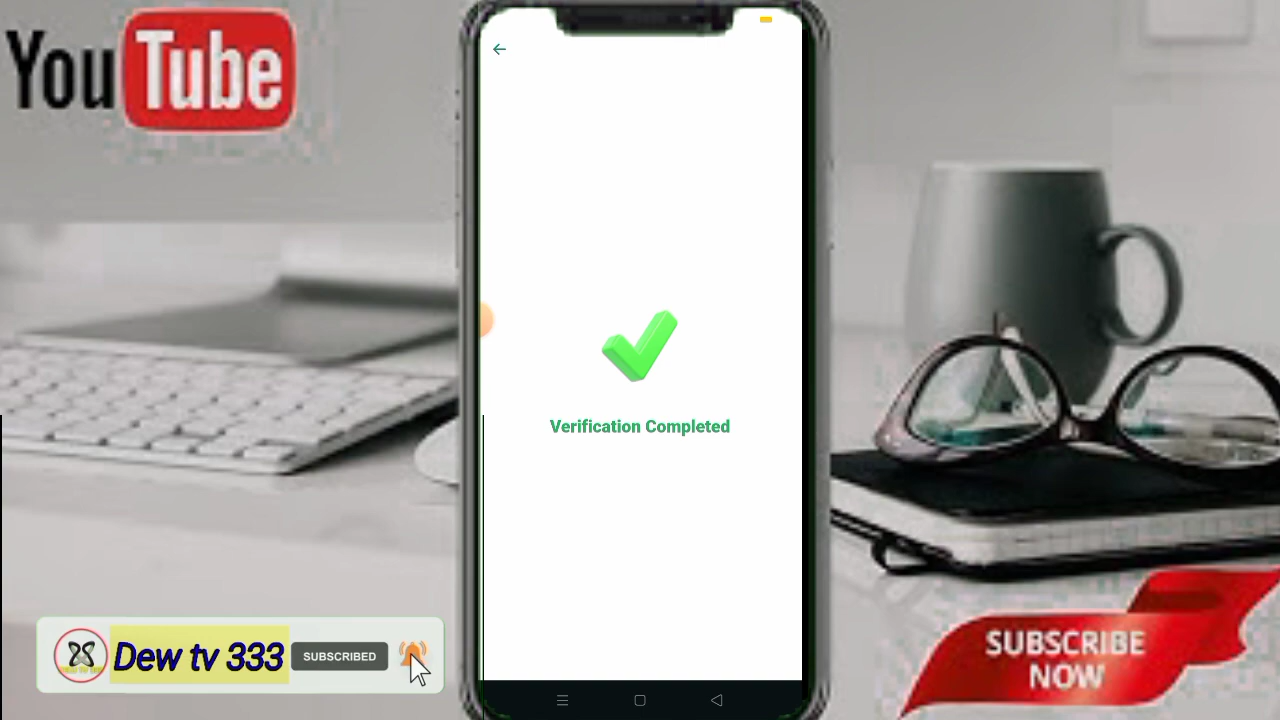 YouTube
Verification Completed
Dew tv 333
SUBSCRIBED
SUBSCRIBE
NOW